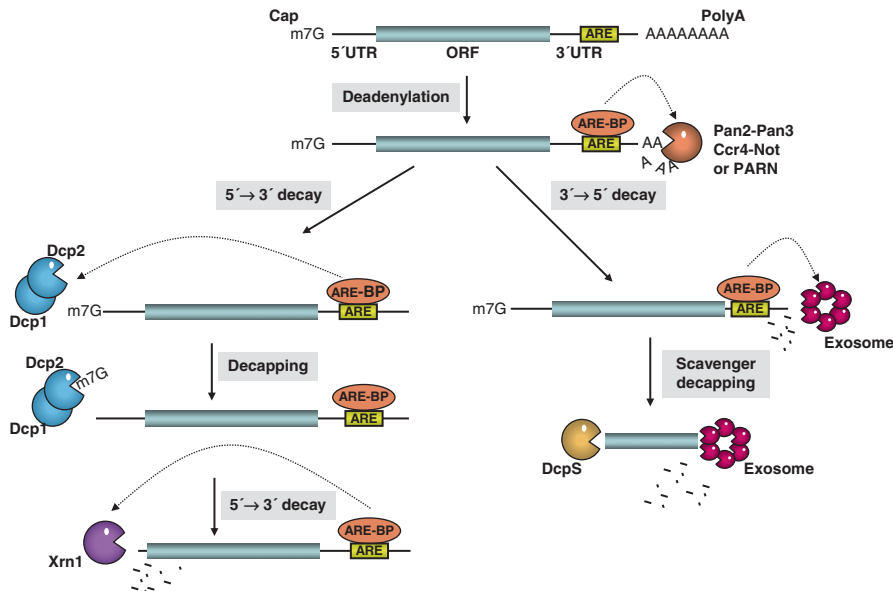 Cap
PolyA
m7G
ARE
AAAAAAAA
5´UTR
ORF
3´UTR
Deadenylation
ARE-BP
m7G
ARE
AA
A
AA
Pan2-Pan3
Ccr4-Not
or PARN
5´→3´ decay
3´→5´ decay
Dcp2
Dcp1
m7G
ARE-BP
ARE
m7G
ARE-BP
ARE
Exosome
Dcp2
m7G
Dcp1
Decapping
ARE-BP
ARE
Scavenger
decapping
DcpS
Exosome
5´→3´ decay
Xrn1
ARE-BP
ARE